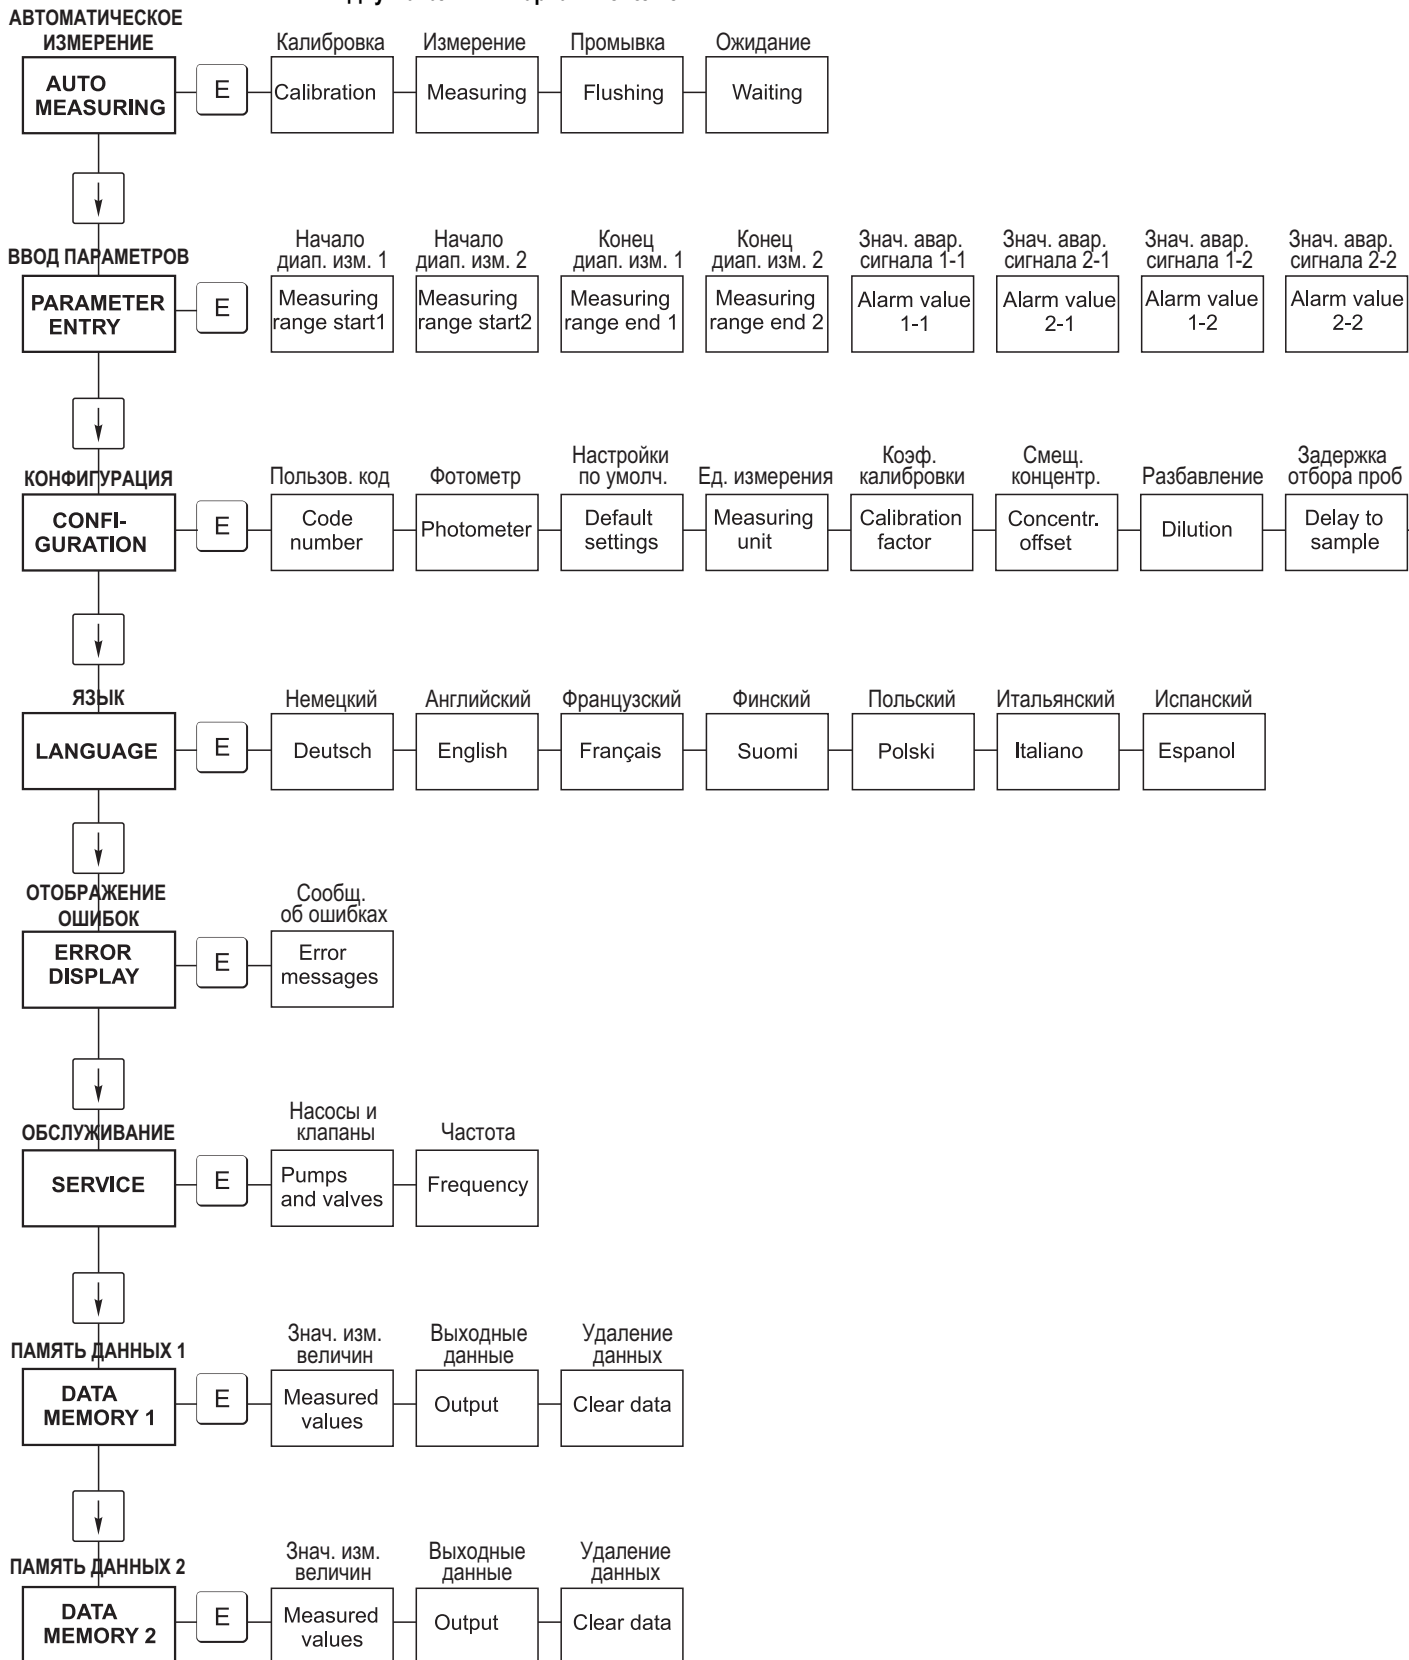 АВТОМАТИЧЕСКОЕ
ИЗМЕРЕНИЕ
Калибровка
Измерение
Промывка
Ожидание
AUTO
MEASURING
E
Calibration
Measuring
Flushing
Waiting
ВВОД ПАРАМЕТРОВ
Начало
диап. изм. 1
Начало
диап. изм. 2
Конец
диап. изм. 1
Конец
диап. изм. 2
Знач. авар.
сигнала 1-1
Знач. авар.
сигнала 2-1
Знач. авар.
сигнала 1-2
Знач. авар.
сигнала 2-2
PARAMETER
ENTRY
E
Measuring
range start1
Measuring
range start2
Measuring
range end 1
Measuring
range end 2
Alarm value
1-1
Alarm value
2-1
Alarm value
1-2
Alarm value
2-2
КОНФИГУРАЦИЯ
Пользов. код
Фотометр
Настройки
по умолч.
Ед. измерения
Коэф.
калибровки
Смещ.
концентр.
Разбавление
Задержка
отбора проб
CONFI-
GURATION
E
Code
number
Photometer
Default
settings
Measuring
unit
Calibration
factor
Concentr.
offset
Dilution
Delay to
sample
ЯЗЫК
Немецкий
Английский
Французский
Финский
Польский
Итальянский
Испанский
LANGUAGE
E
Deutsch
English
Français
Suomi
Polski
Italiano
Espanol
ОТОБРАЖЕНИЕ
ОШИБОК
Сообщ.
об ошибках
ERROR
DISPLAY
E
Error
messages
ОБСЛУЖИВАНИЕ
Насосы и
клапаны
Частота
SERVICE
E
Pumps
and valves
Frequency
ПАМЯТЬ ДАННЫХ 1
Знач. изм.
величин
Выходные
данные
Удаление
данных
DATA
MEMORY 1
E
Measured
values
Output
Clear data
ПАМЯТЬ ДАННЫХ 2
Знач. изм.
величин
Выходные
данные
Удаление
данных
DATA
MEMORY 2
E
Measured
values
Output
Clear data